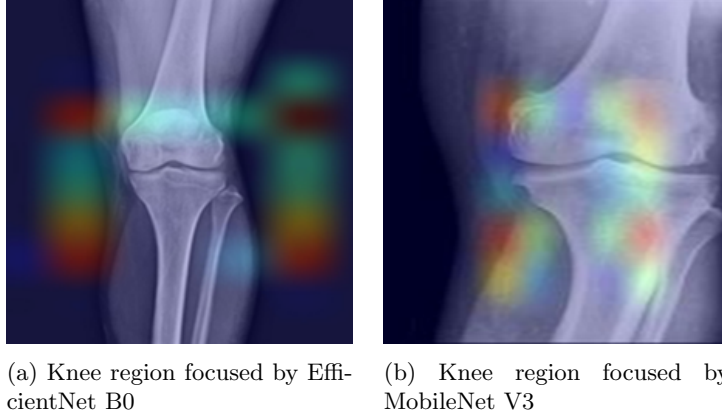 (a) Knee region focused by Effi-
cientNet B0
(b) Knee region focused by
MobileNet V3